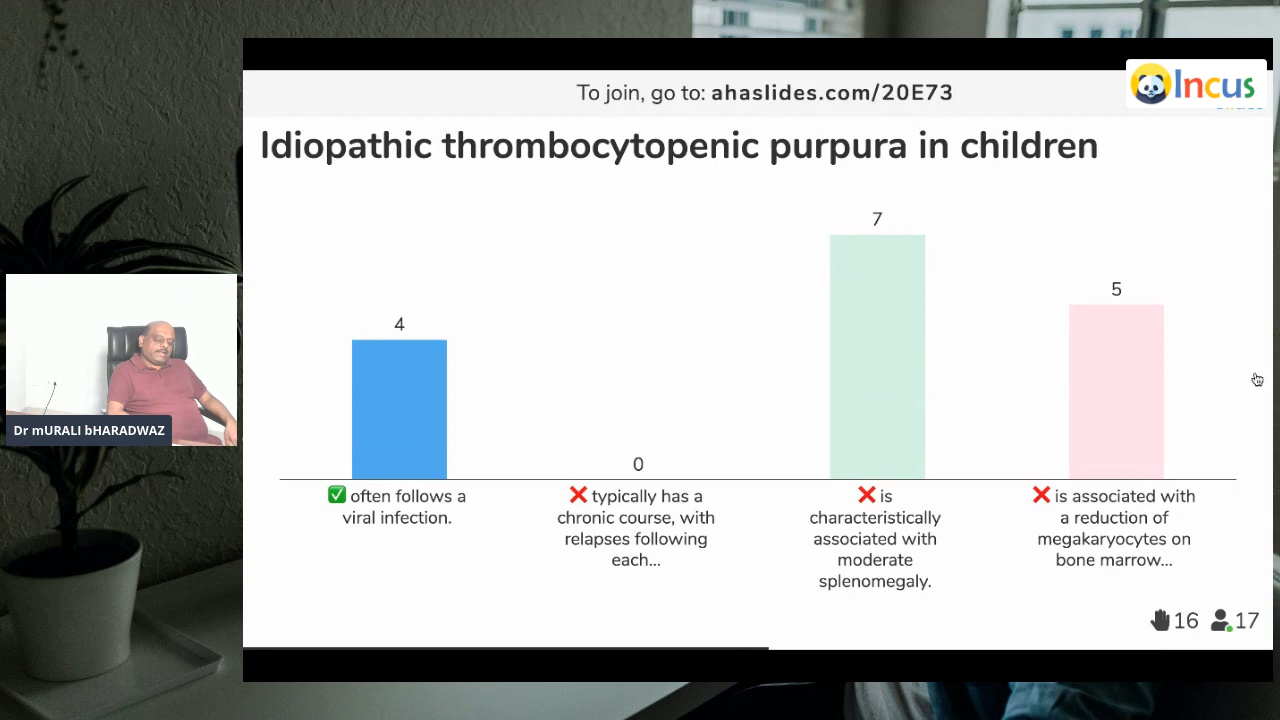 To join, go to: ahaslides.com/20E73
Incus
Idiopathic thrombocytopenic purpura in children
4
0
7
5
often follows a
viral infection.
typically has a
chronic course, with
relapses following
each...
is
characteristically
associated with
moderate
splenomegaly.
is associated with
a reduction of
megakaryocytes on
bone marrow...
16 17
Dr mURALI bHARADWAZ